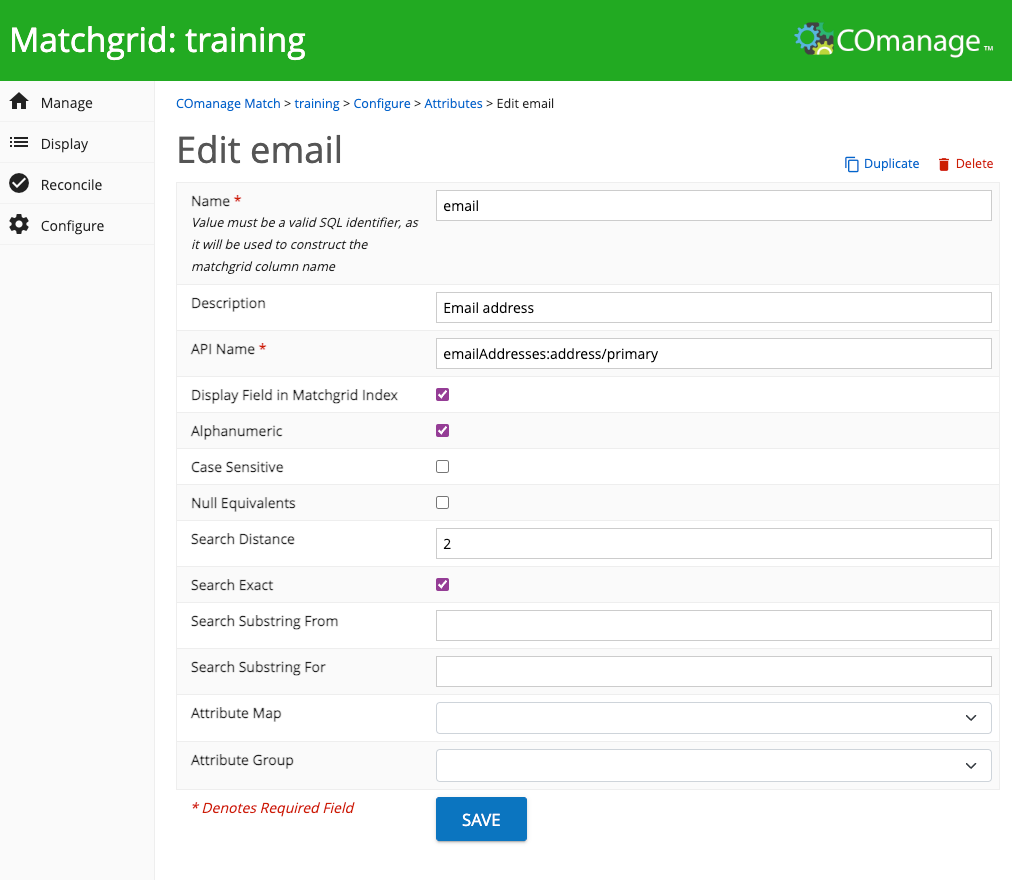 Matchgrid: training
COmanage™
Manage
Display
Reconcile
Configure
COmanage Match > training > Configure > Attributes > Edit email
Edit email
Duplicate
Delete
Name *
Value must be a valid SQL identifier, as
it will be used to construct the
matchgrid column name
email
Description
Email address
API Name *
emailAddresses:address/primary
Display Field in Matchgrid Index
Alphanumeric
Case Sensitive
Null Equivalents
Search Distance
2
Search Exact
Search Substring From
Search Substring For
Attribute Map
Attribute Group
* Denotes Required Field
SAVE